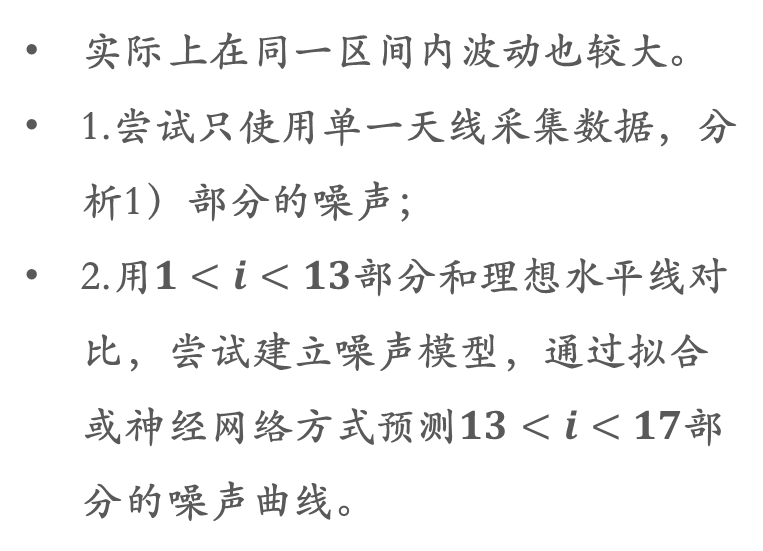 • 实际上在同一区间内波动也较大。
• 1.尝试只使用单一天线采集数据，分
析1）部分的噪声；
• 2.用1 < i < 13部分和理想水平线对
比，尝试建立噪声模型，通过拟合
或神经网络方式预测13 < i < 17部
分的噪声曲线。